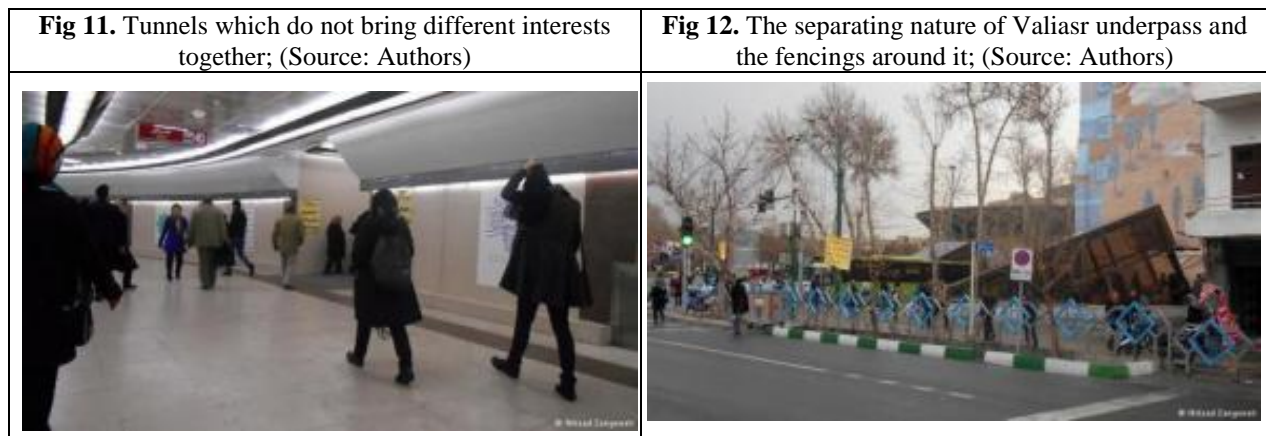 Fig 11. Tunnels which do not bring different interests
together; (Source: Authors)
Fig 12. The separating nature of Valiasr underpass and
the fencings around it; (Source: Authors)